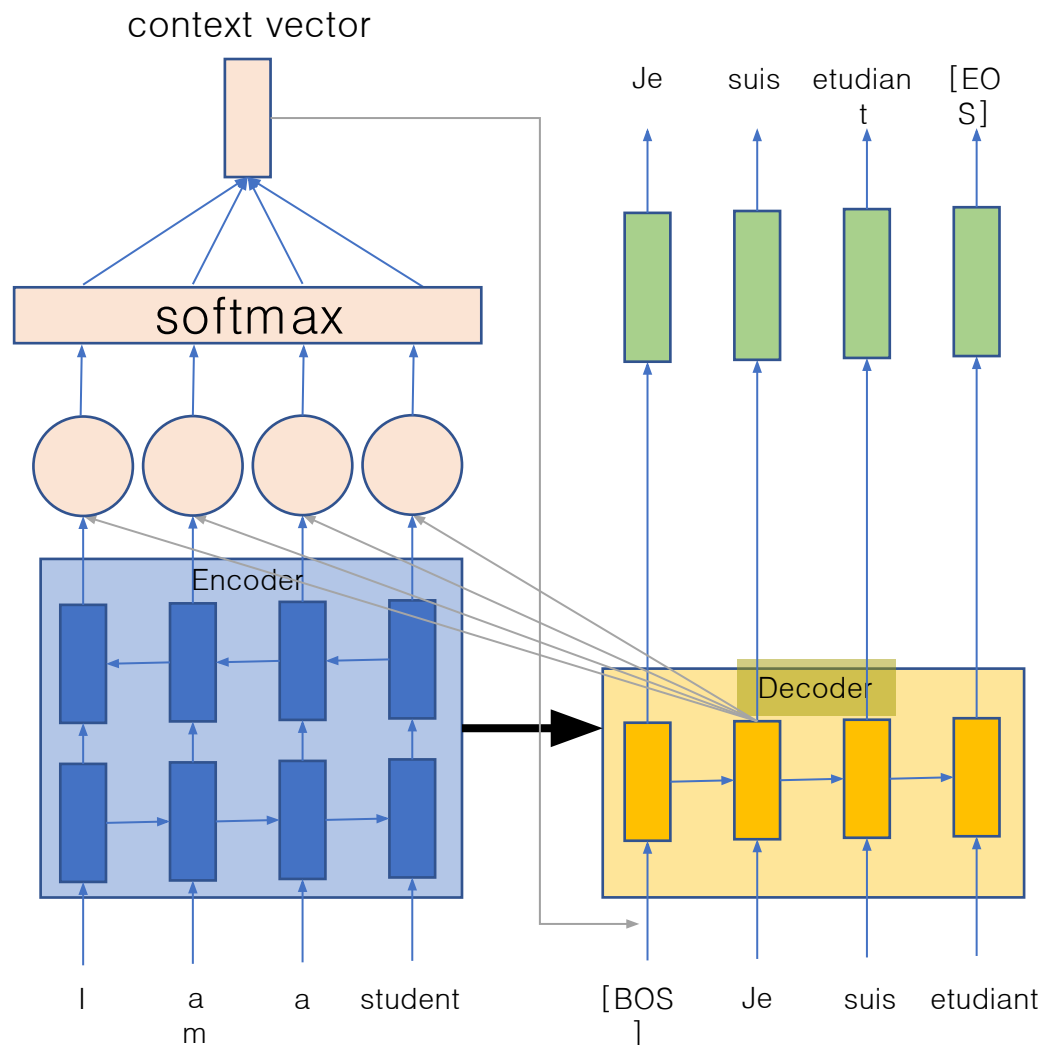 context vector
Je
suis
etudian
t
[EO
S]
softmax
Encoder
Decoder
I
a
m
a
student
[BOS
]
Je
suis
etudiant